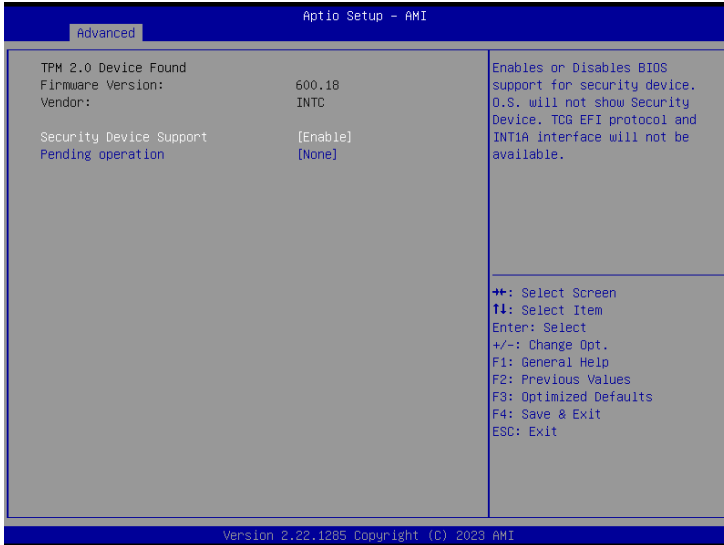 Aptio Setup – AMI
Advanced
TPM 2.0 Device Found
Firmware Version: 600.18
Vendor: INTC
Security Device Support [Enable]
Pending operation [None]
Enables or Disables BIOS
support for security device.
O.S. will not show Security
Device. TCG EFI protocol and
INT1A interface will not be
available.
→←: Select Screen
↑↓: Select Item
Enter: Select
+/-: Change Opt.
F1: General Help
F2: Previous Values
F3: Optimized Defaults
F4: Save & Exit
ESC: Exit
Version 2.22.1285 Copyright (C) 2023 AMI